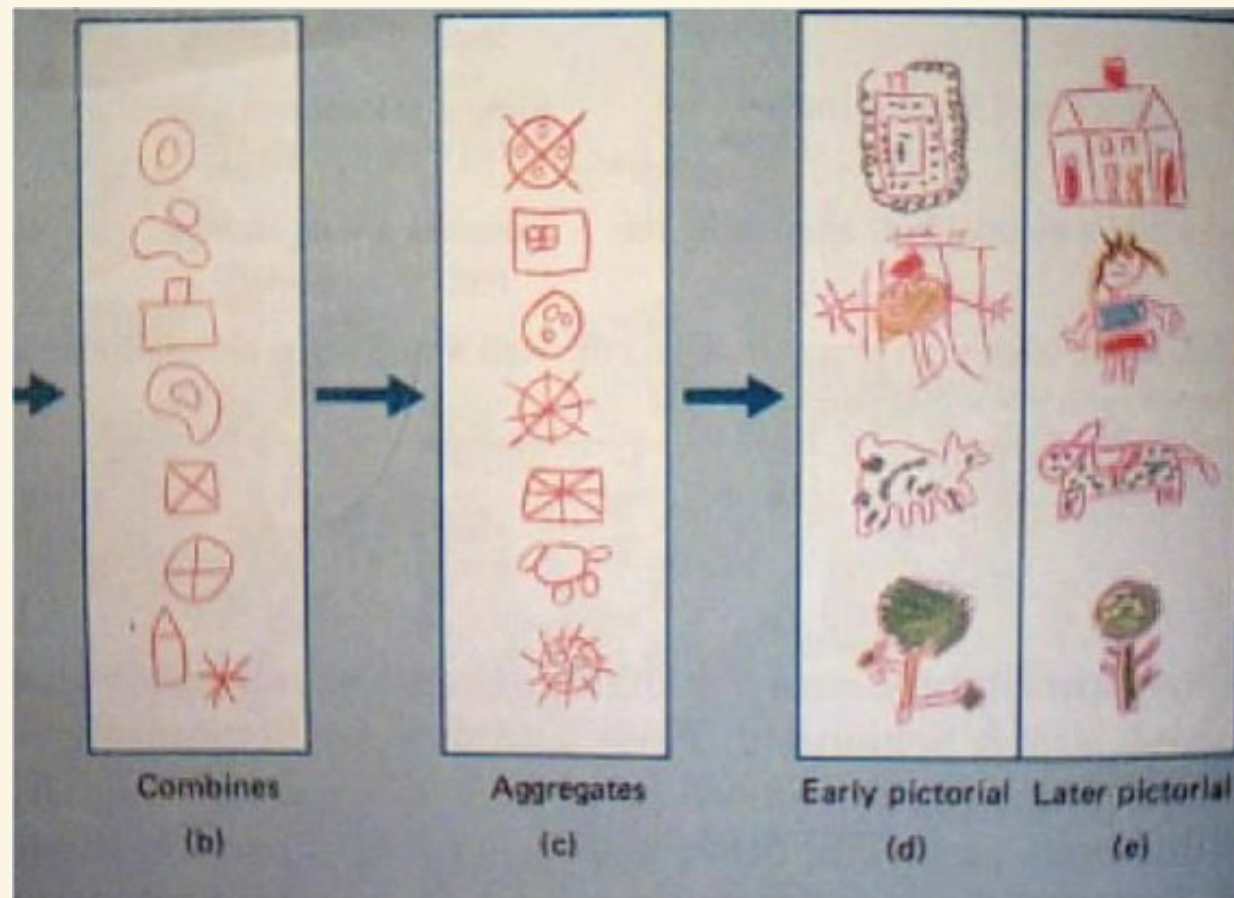 Combines
Aggregates
Early pictorial
Later pictorial
(b)
(c)
(d)
(e)